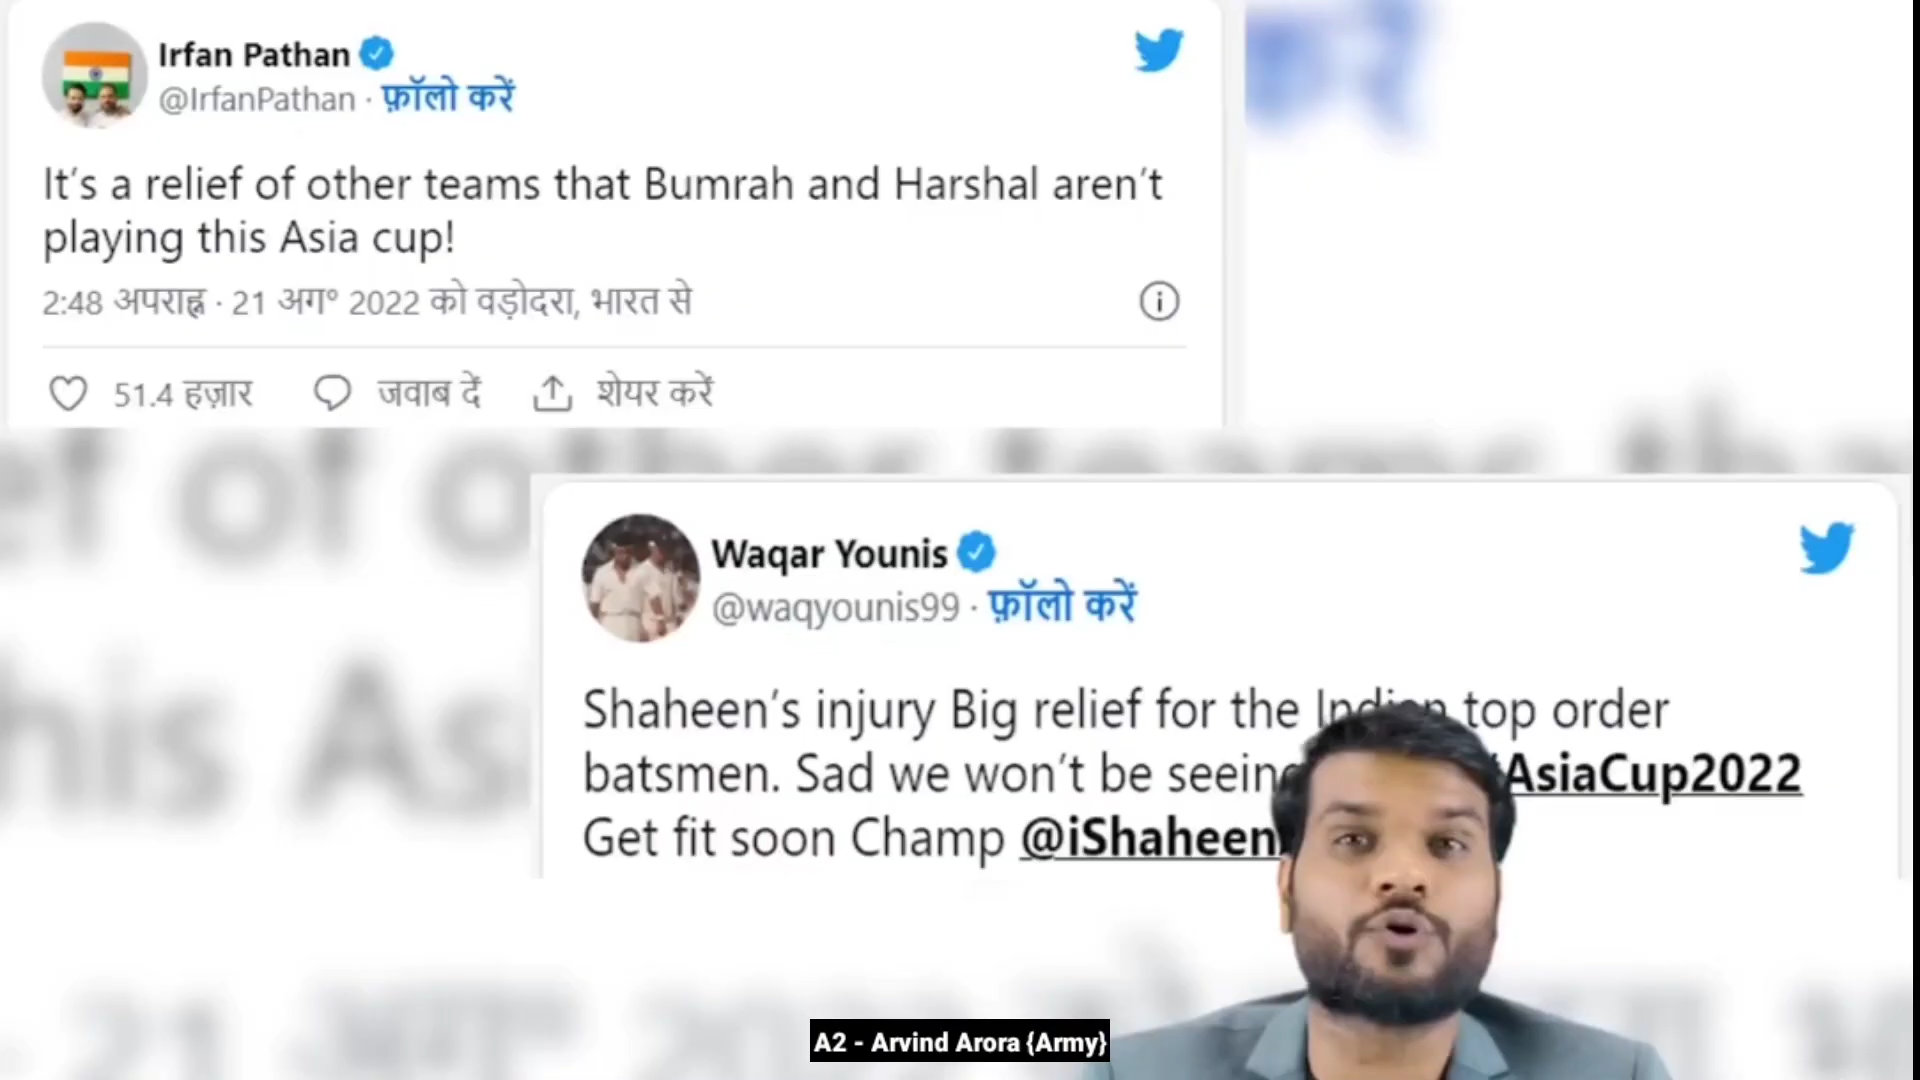 Irfan Pathan
@IrfanPathan · फ़ॉलो करें
It's a relief of other teams that Bumrah and Harshal aren't
playing this Asia cup!
2:48 अपराह्न · 21 अग॰ 2022 को वड़ोदरा, भारत से
51.4 हज़ार जवाब दें शेयर करें
Waqar Younis
@waqyounis99 · फ़ॉलो करें
Shaheen's injury Big relief for the Indian top order
batsmen. Sad we won't be seeing AsiaCup2022
Get fit soon Champ @iShaheen
A2 - Arvind Arora {Army}